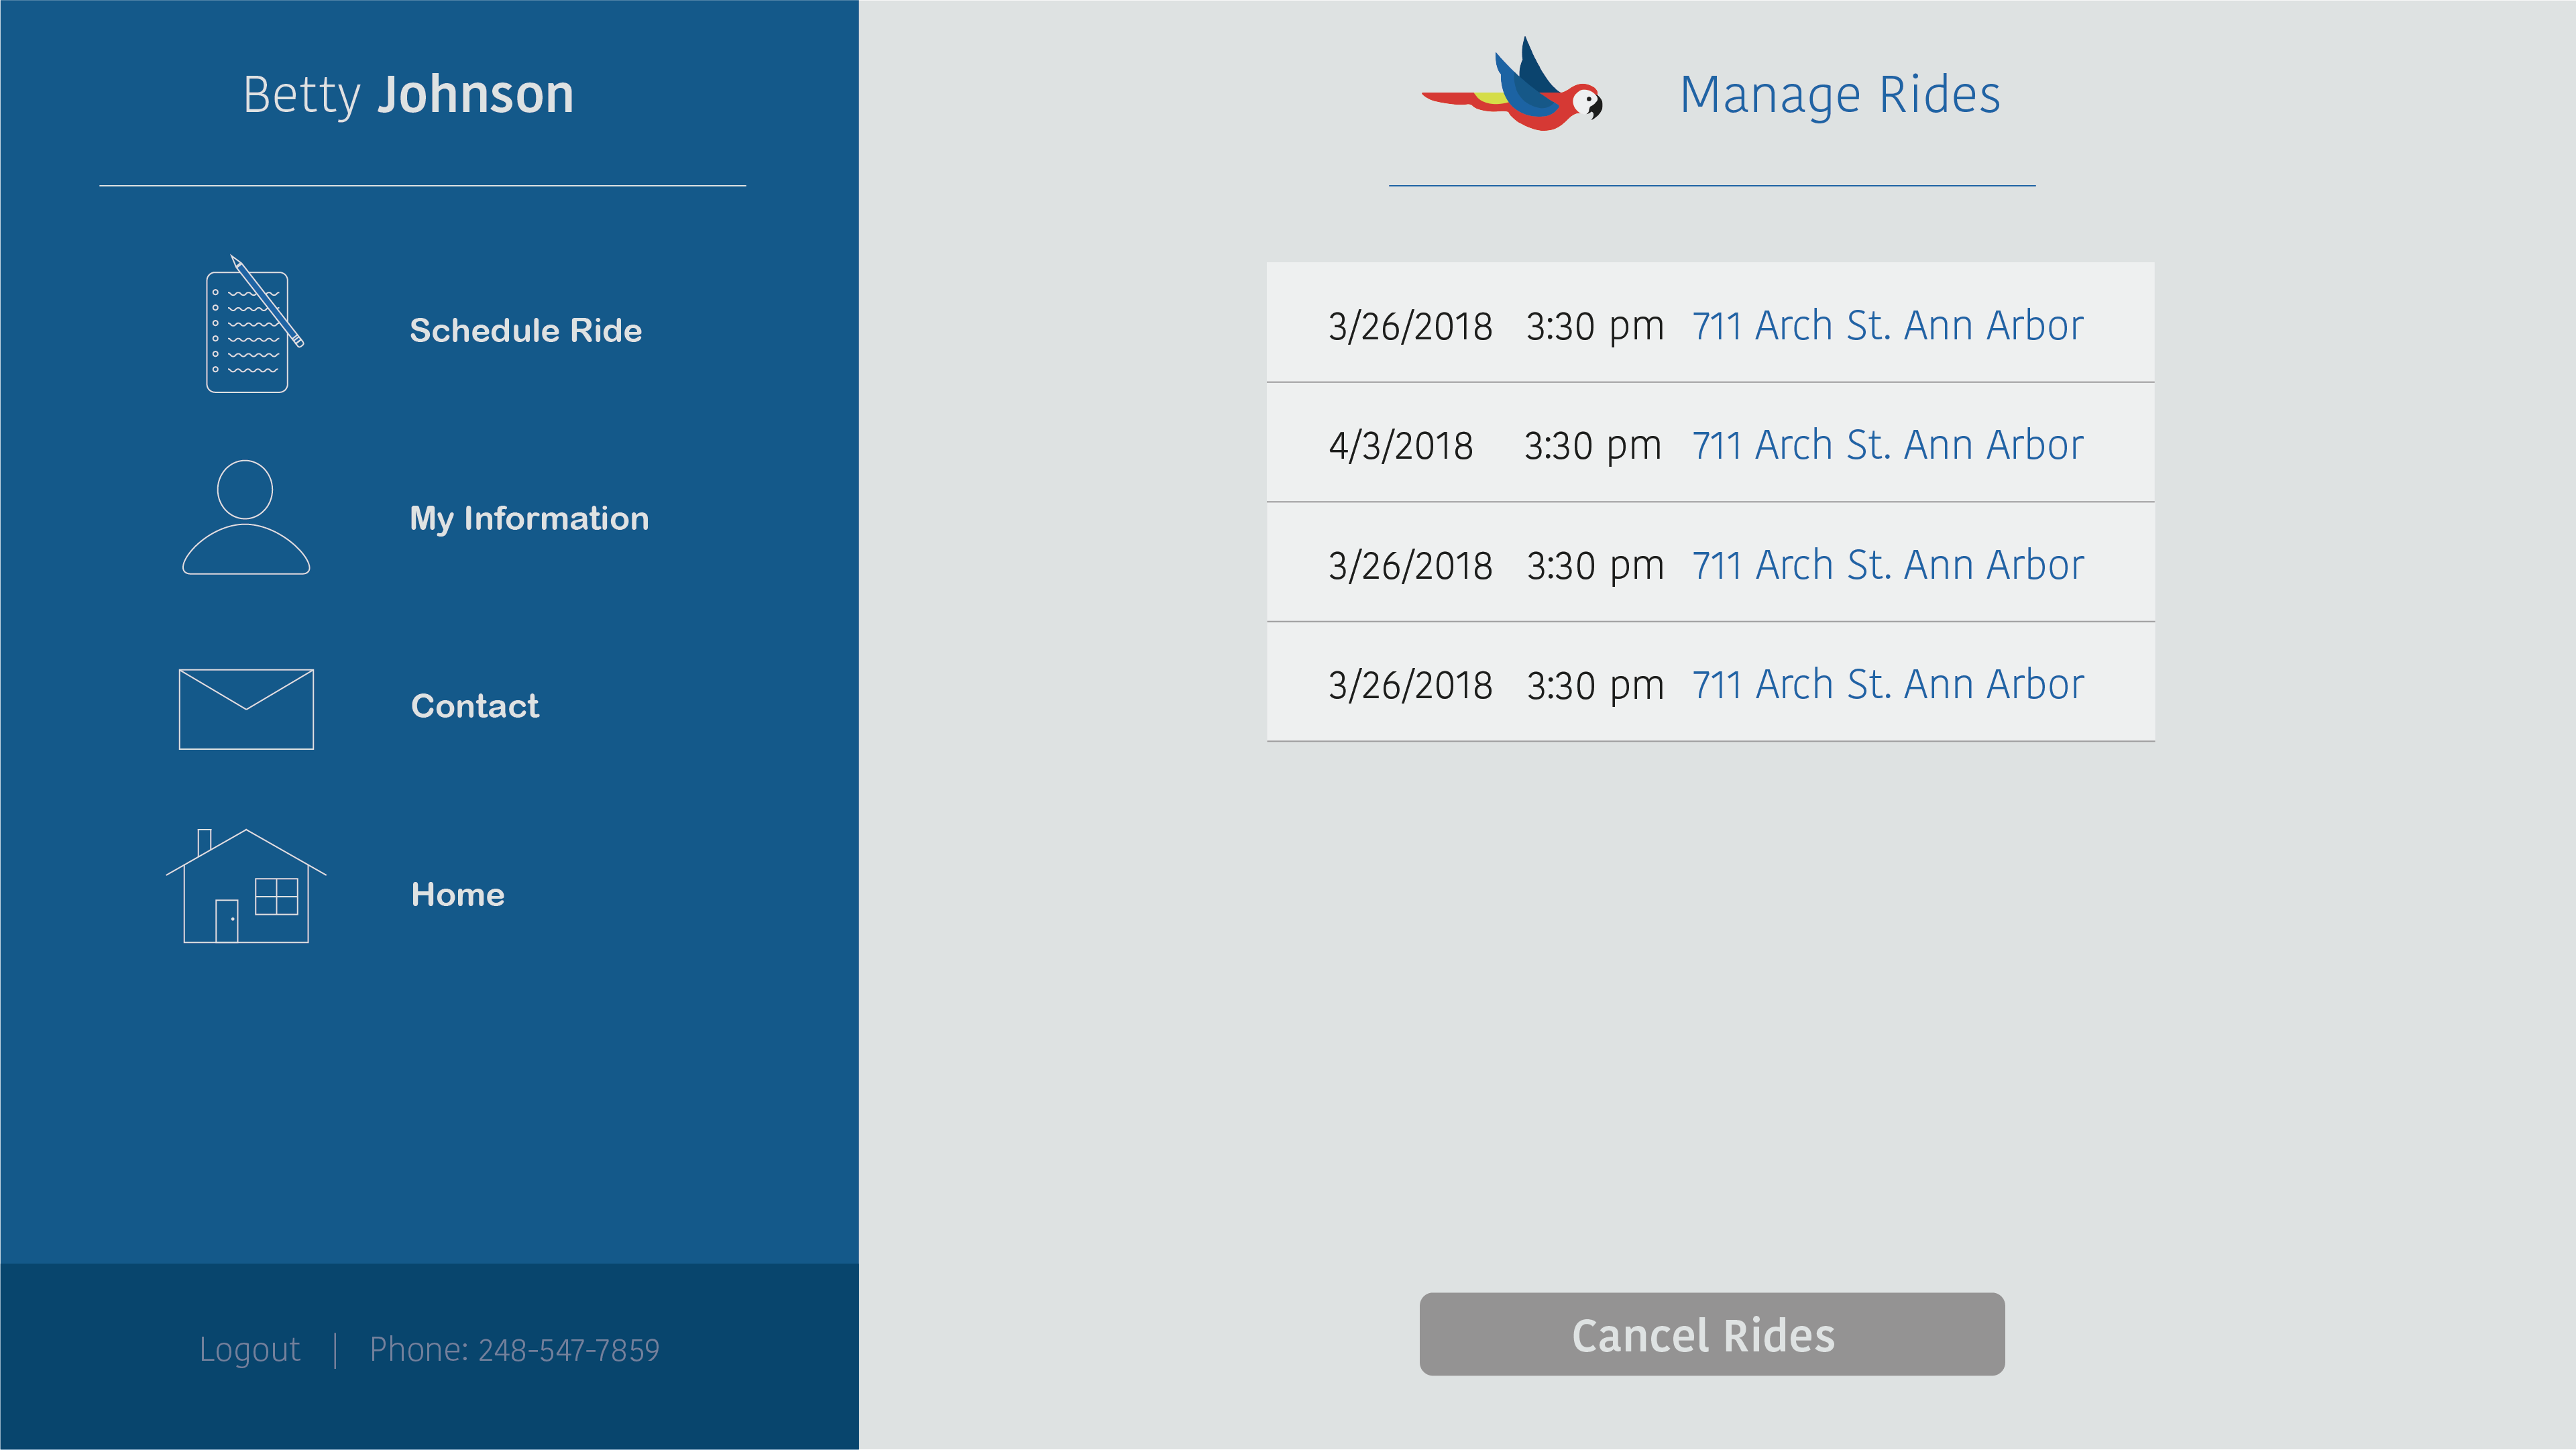 Betty Johnson
Schedule Ride
My Information
Contact
Home
Logout | Phone: 248-547-7859
Manage Rides
3/26/2018 3:30 pm 711 Arch St. Ann Arbor
4/3/2018 3:30 pm 711 Arch St. Ann Arbor
3/26/2018 3:30 pm 711 Arch St. Ann Arbor
3/26/2018 3:30 pm 711 Arch St. Ann Arbor
Cancel Rides